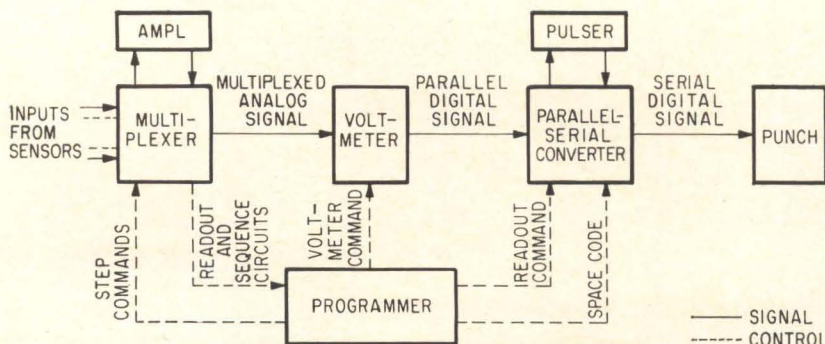 AMPL
PULSER
INPUTS
FROM
SENSORS
MULTI-
PLEXER
MULTIPLEXED
ANALOG
SIGNAL
VOLT-
METER
PARALLEL
DIGITAL
SIGNAL
PARALLEL-
SERIAL
CONVERTER
SERIAL
DIGITAL
SIGNAL
PUNCH
STEP
COMMANDS
READOUT
AND
SEQUENCE
CIRCUITS
VOLT-
METER
COMMAND
PROGRAMMER
READOUT
COMMAND
SPACE CODE
SIGNAL
CONTROL